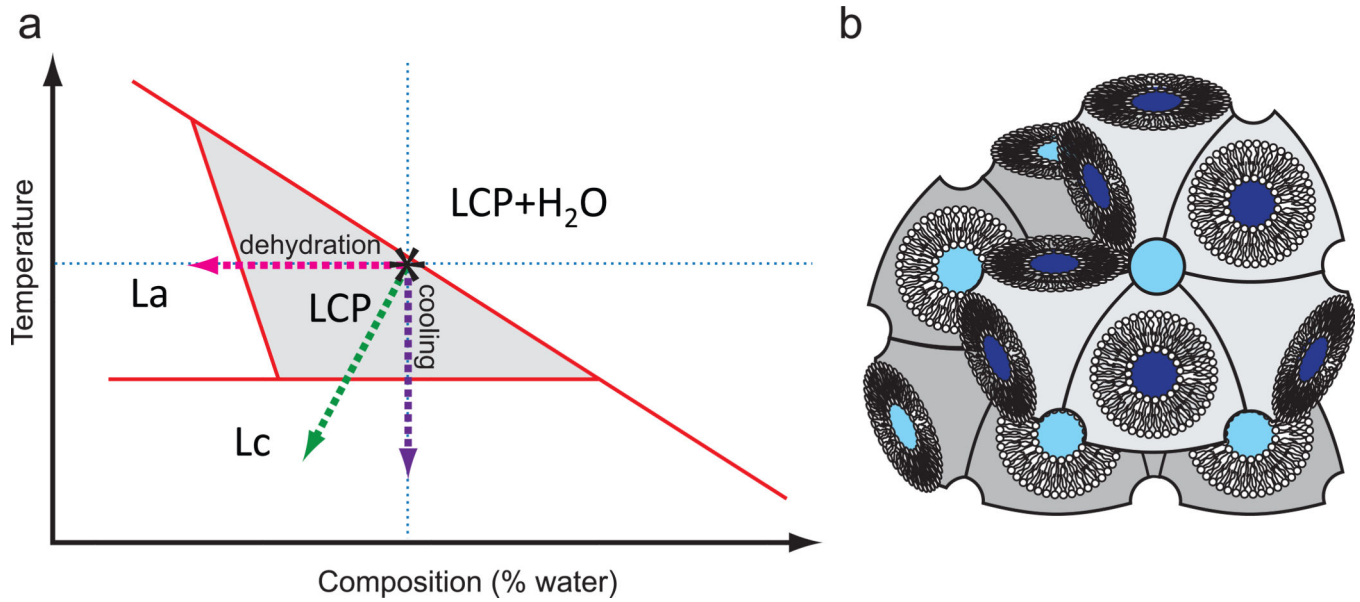 a
b
Temperature
LCP+H₂O
dehydration
La
LCP
cooling
Lc
Composition (% water)